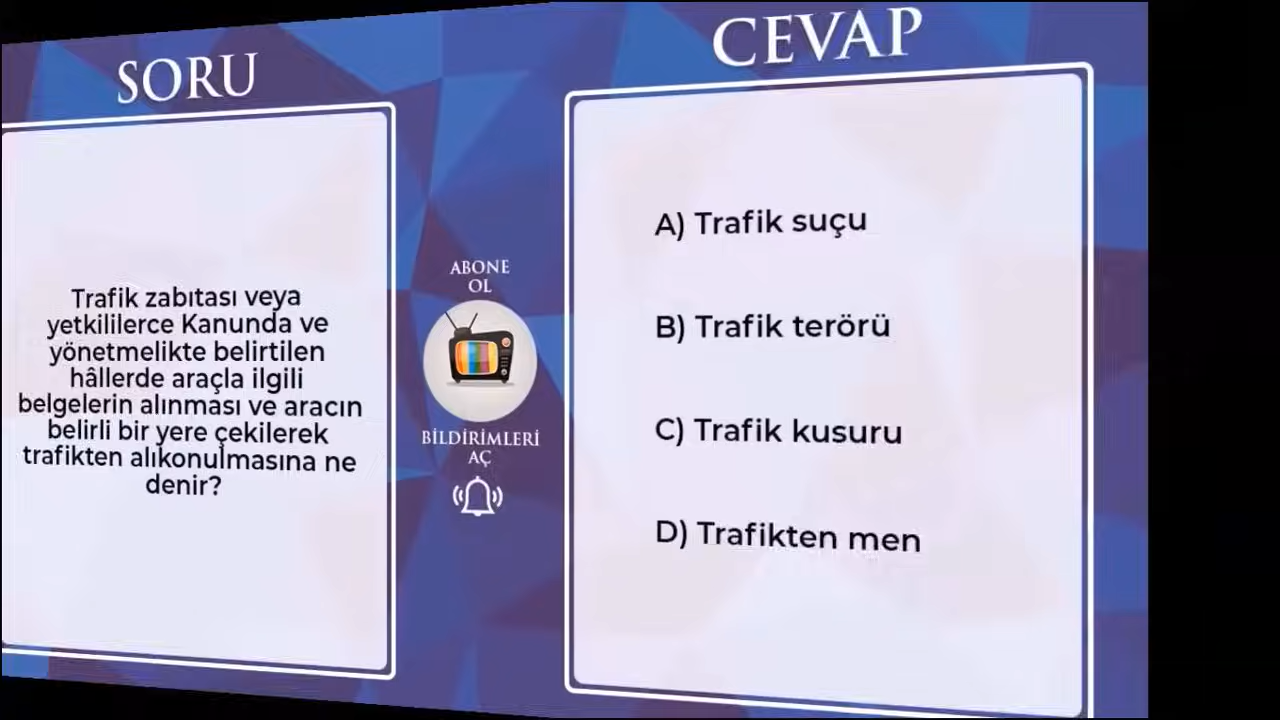 SORU
Trafik zabıtası veya
yetkililerce Kanunda ve
yönetmelikte belirtilen
hâllerde araçla ilgili
belgelerin alınması ve aracın
belirli bir yere çekilerek
trafikten alıkonulmasına ne
denir?
ABONE
OL
BİLDİRİMLERİ
AÇ
CEVAP
A) Trafik suçu
B) Trafik terörü
C) Trafik kusuru
D) Trafikten men